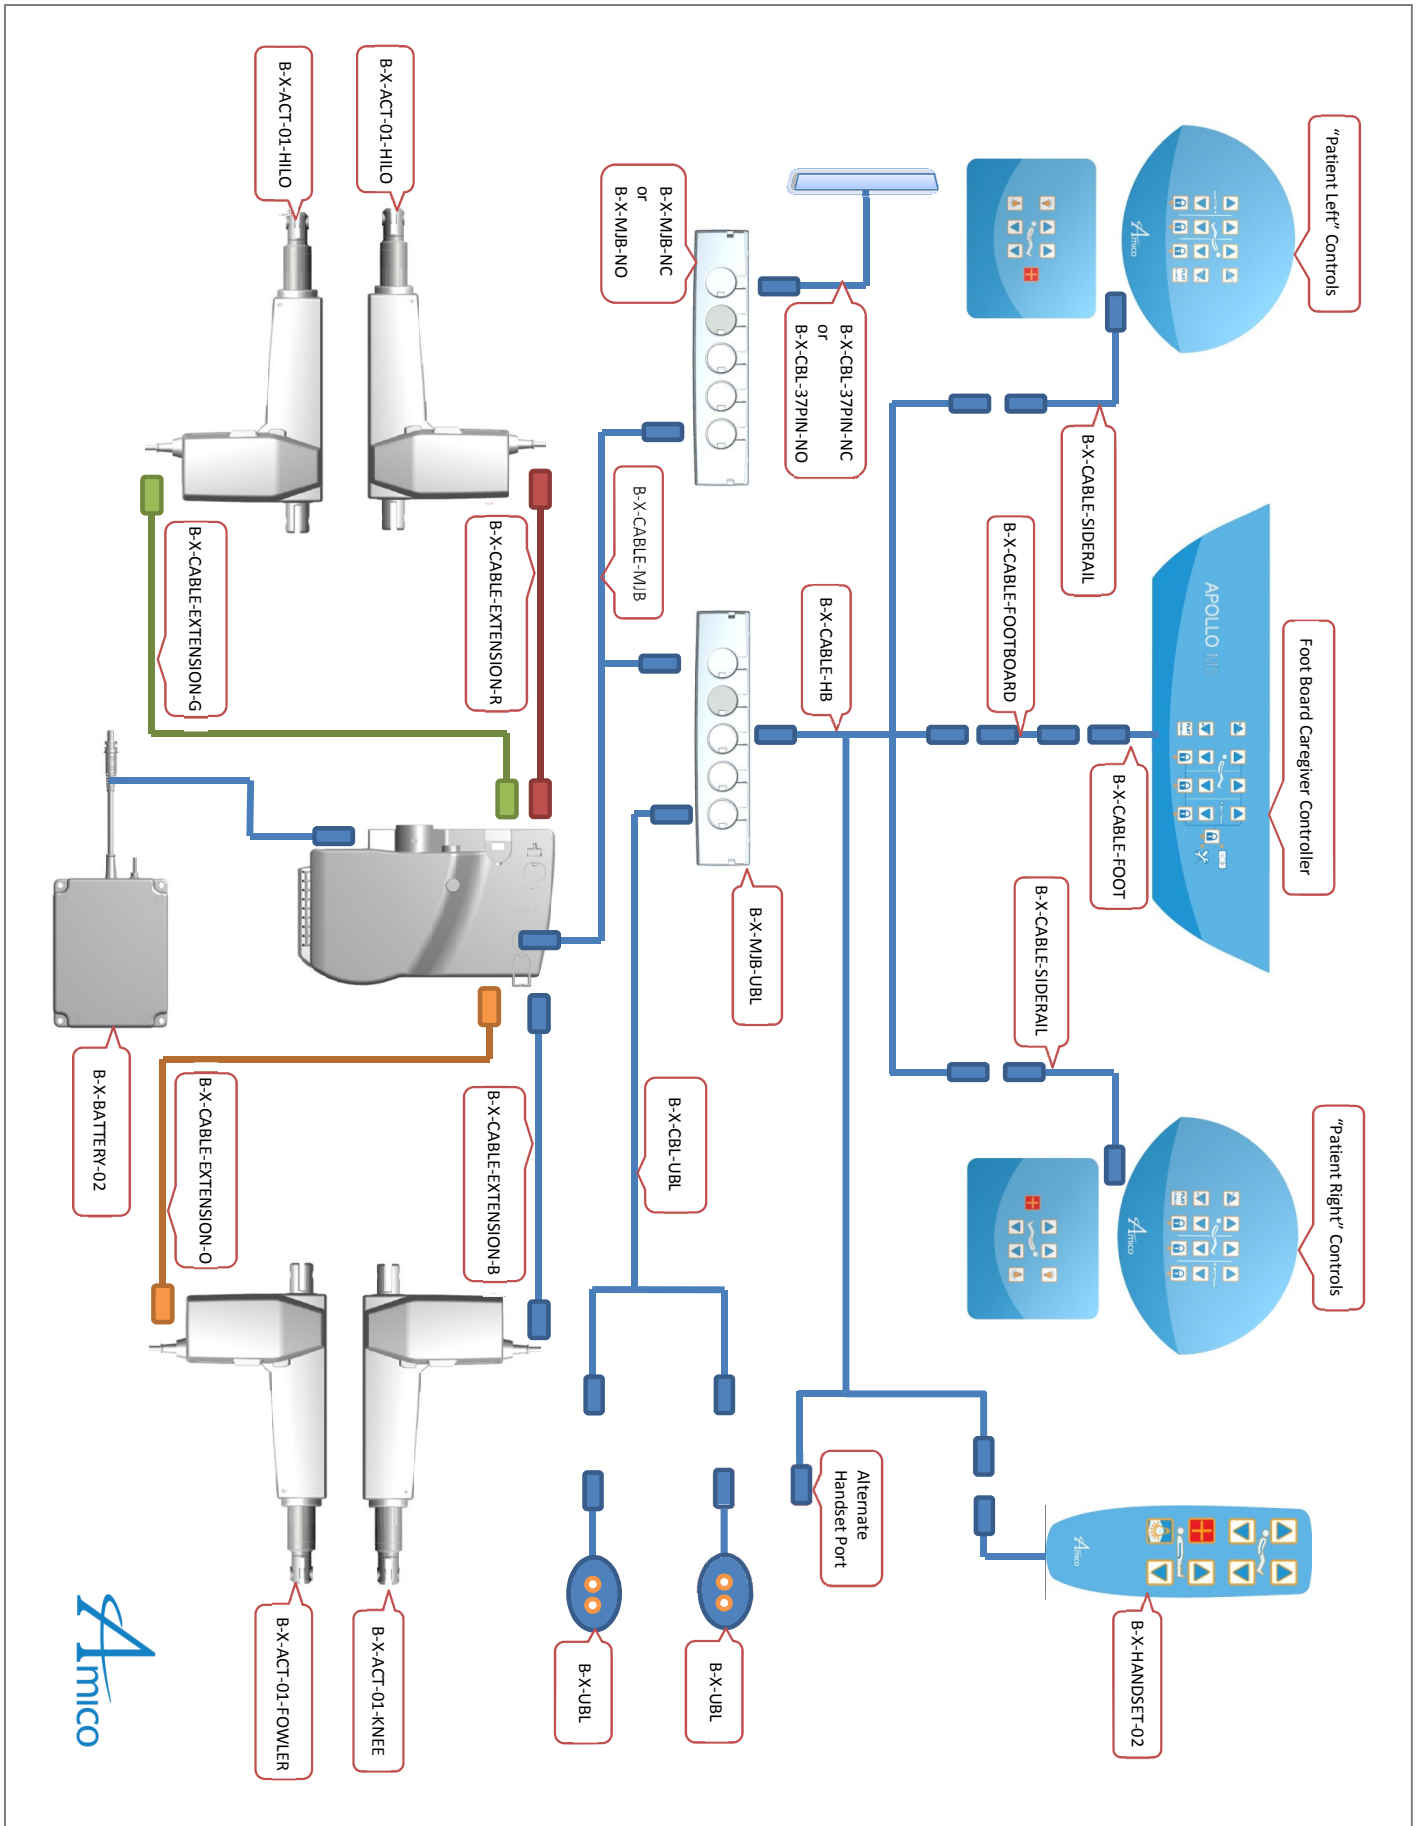 “Patient Left” Controls
Foot Board Caregiver Controller
“Patient Right” Controls
APOLLO
B-X-HANDSET-02
Amico
Amico
Amico
B-X-CABLE-SIDERAIL
B-X-CABLE-FOOT
B-X-CABLE-FOOTBOARD
B-X-CABLE-SIDERAIL
B-X-CBL-37PIN-NC
or
B-X-CBL-37PIN-NO
B-X-CABLE-HB
Alternate
Handset Port
B-X-MJB-NC
or
B-X-MJB-NO
B-X-MJB-UBL
B-X-CABLE-MJB
B-X-CBL-UBL
B-X-UBL
B-X-UBL
B-X-CABLE-EXTENSION-R
B-X-CABLE-EXTENSION-B
B-X-ACT-01-HILO
B-X-ACT-01-KNEE
B-X-ACT-01-HILO
B-X-ACT-01-FOWLER
B-X-CABLE-EXTENSION-G
B-X-CABLE-EXTENSION-O
B-X-BATTERY-02
Amico